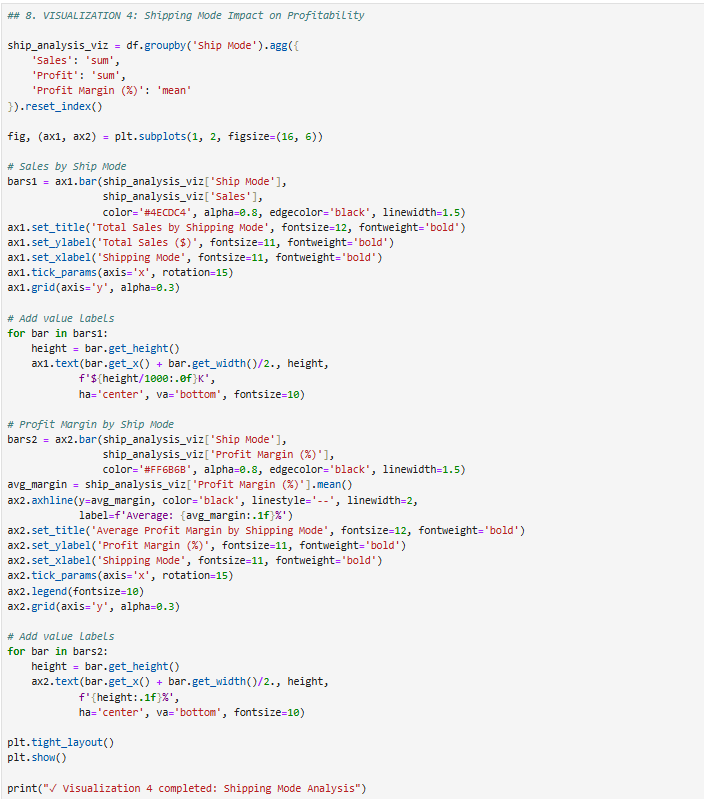 ## 8. VISUALIZATION 4: Shipping Mode Impact on Profitability
ship_analysis_viz = df.groupby('Ship Mode').agg({
    'Sales': 'sum',
    'Profit': 'sum',
    'Profit Margin (%)': 'mean'
}).reset_index()
fig, (ax1, ax2) = plt.subplots(1, 2, figsize=(16, 6))
# Sales by Ship Mode
bars1 = ax1.bar(ship_analysis_viz['Ship Mode'],
                ship_analysis_viz['Sales'],
                color='#4ECDC4', alpha=0.8, edgecolor='black', linewidth=1.5)
ax1.set_title('Total Sales by Shipping Mode', fontsize=12, fontweight='bold')
ax1.set_ylabel('Total Sales ($)', fontsize=11, fontweight='bold')
ax1.set_xlabel('Shipping Mode', fontsize=11, fontweight='bold')
ax1.tick_params(axis='x', rotation=15)
ax1.grid(axis='y', alpha=0.3)
# Add value labels
for bar in bars1:
    height = bar.get_height()
    ax1.text(bar.get_x() + bar.get_width()/2., height,
            f'${height/1000:.0f}K',
            ha='center', va='bottom', fontsize=10)
# Profit Margin by Ship Mode
bars2 = ax2.bar(ship_analysis_viz['Ship Mode'],
                ship_analysis_viz['Profit Margin (%)'],
                color='#FF6B6B', alpha=0.8, edgecolor='black', linewidth=1.5)
avg_margin = ship_analysis_viz['Profit Margin (%)'].mean()
ax2.axhline(y=avg_margin, color='black', linestyle='--', linewidth=2,
            label=f'Average: {avg_margin:.1f}%')
ax2.set_title('Average Profit Margin by Shipping Mode', fontsize=12, fontweight='bold')
ax2.set_ylabel('Profit Margin (%)', fontsize=11, fontweight='bold')
ax2.set_xlabel('Shipping Mode', fontsize=11, fontweight='bold')
ax2.tick_params(axis='x', rotation=15)
ax2.legend(fontsize=10)
ax2.grid(axis='y', alpha=0.3)
# Add value labels
for bar in bars2:
    height = bar.get_height()
    ax2.text(bar.get_x() + bar.get_width()/2., height,
            f'{height:.1f}%',
            ha='center', va='bottom', fontsize=10)
plt.tight_layout()
plt.show()
print("✓ Visualization 4 completed: Shipping Mode Analysis")